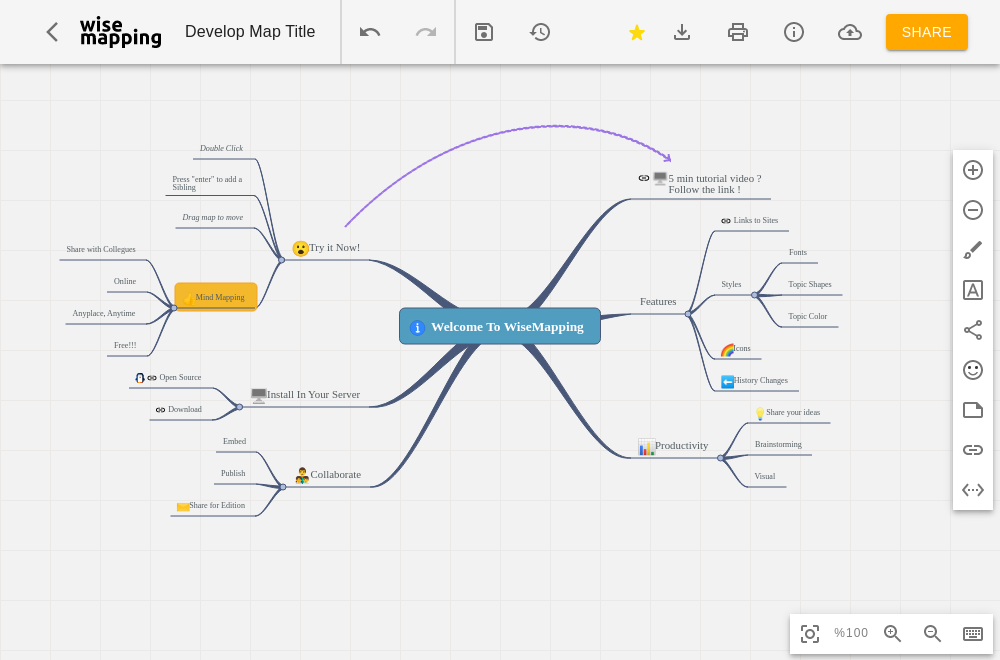 wise
mapping
Develop Map Title
SHARE
Double Click
Press "enter" to add a
Sibling
Drag map to move
Try it Now!
Share with Collegues
Online
Mind Mapping
Anyplace, Anytime
Free!!!
Open Source
Download
Install In Your Server
Embed
Publish
Share for Edition
Collaborate
Welcome To WiseMapping
5 min tutorial video ?
Follow the link !
Links to Sites
Features
Styles
Fonts
Topic Shapes
Topic Color
Icons
History Changes
Productivity
Share your ideas
Brainstorming
Visual
%100